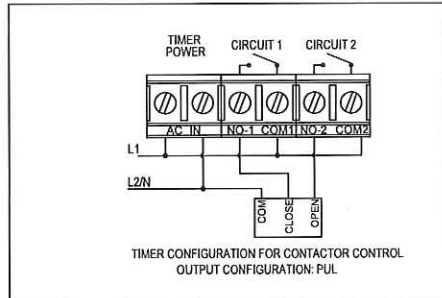 TIMER
POWER
CIRCUIT 1
CIRCUIT 2
AC IN NO-1 COM1 NO-2 COM2
L1
L2/N
COM
CLOSE
OPEN
TIMER CONFIGURATION FOR CONTACTOR CONTROL
OUTPUT CONFIGURATION: PUL